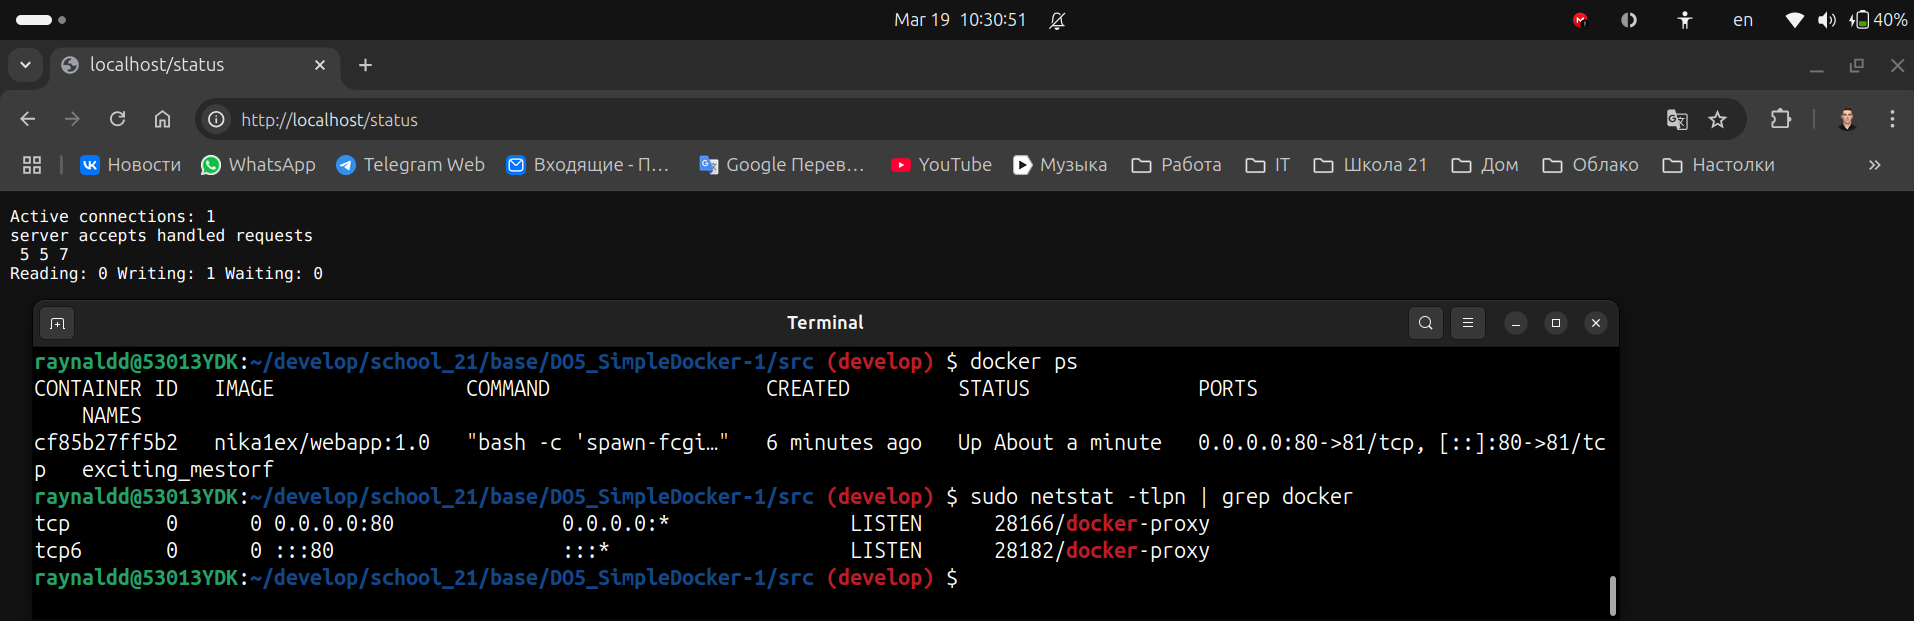 Mar 19 10:30:51
en
40%
localhost/status
http://localhost/status
Новости WhatsApp Telegram Web Входящие - П... Google Перев... YouTube Музыка Работа IT Школа 21 Дом Облако Настолки
Active connections: 1
server accepts handled requests
5 5 7
Reading: 0 Writing: 1 Waiting: 0
Terminal
raynaldd@53013YDK:~/develop/school_21/base/DO5_SimpleDocker-1/src (develop) $ docker ps
CONTAINER ID IMAGE COMMAND CREATED STATUS PORTS
NAMES
cf85b27ff5b2 nika1ex/webapp:1.0 "bash -c 'spawn-fcgi…" 6 minutes ago Up About a minute 0.0.0.0:80->81/tcp, [::]:80->81/tc
p exciting_mestorf
raynaldd@53013YDK:~/develop/school_21/base/DO5_SimpleDocker-1/src (develop) $ sudo netstat -tlpn | grep docker
tcp 0 0 0.0.0.0:80 0.0.0.0:* LISTEN 28166/docker-proxy
tcp6 0 0 :::80 :::* LISTEN 28182/docker-proxy
raynaldd@53013YDK:~/develop/school_21/base/DO5_SimpleDocker-1/src (develop) $